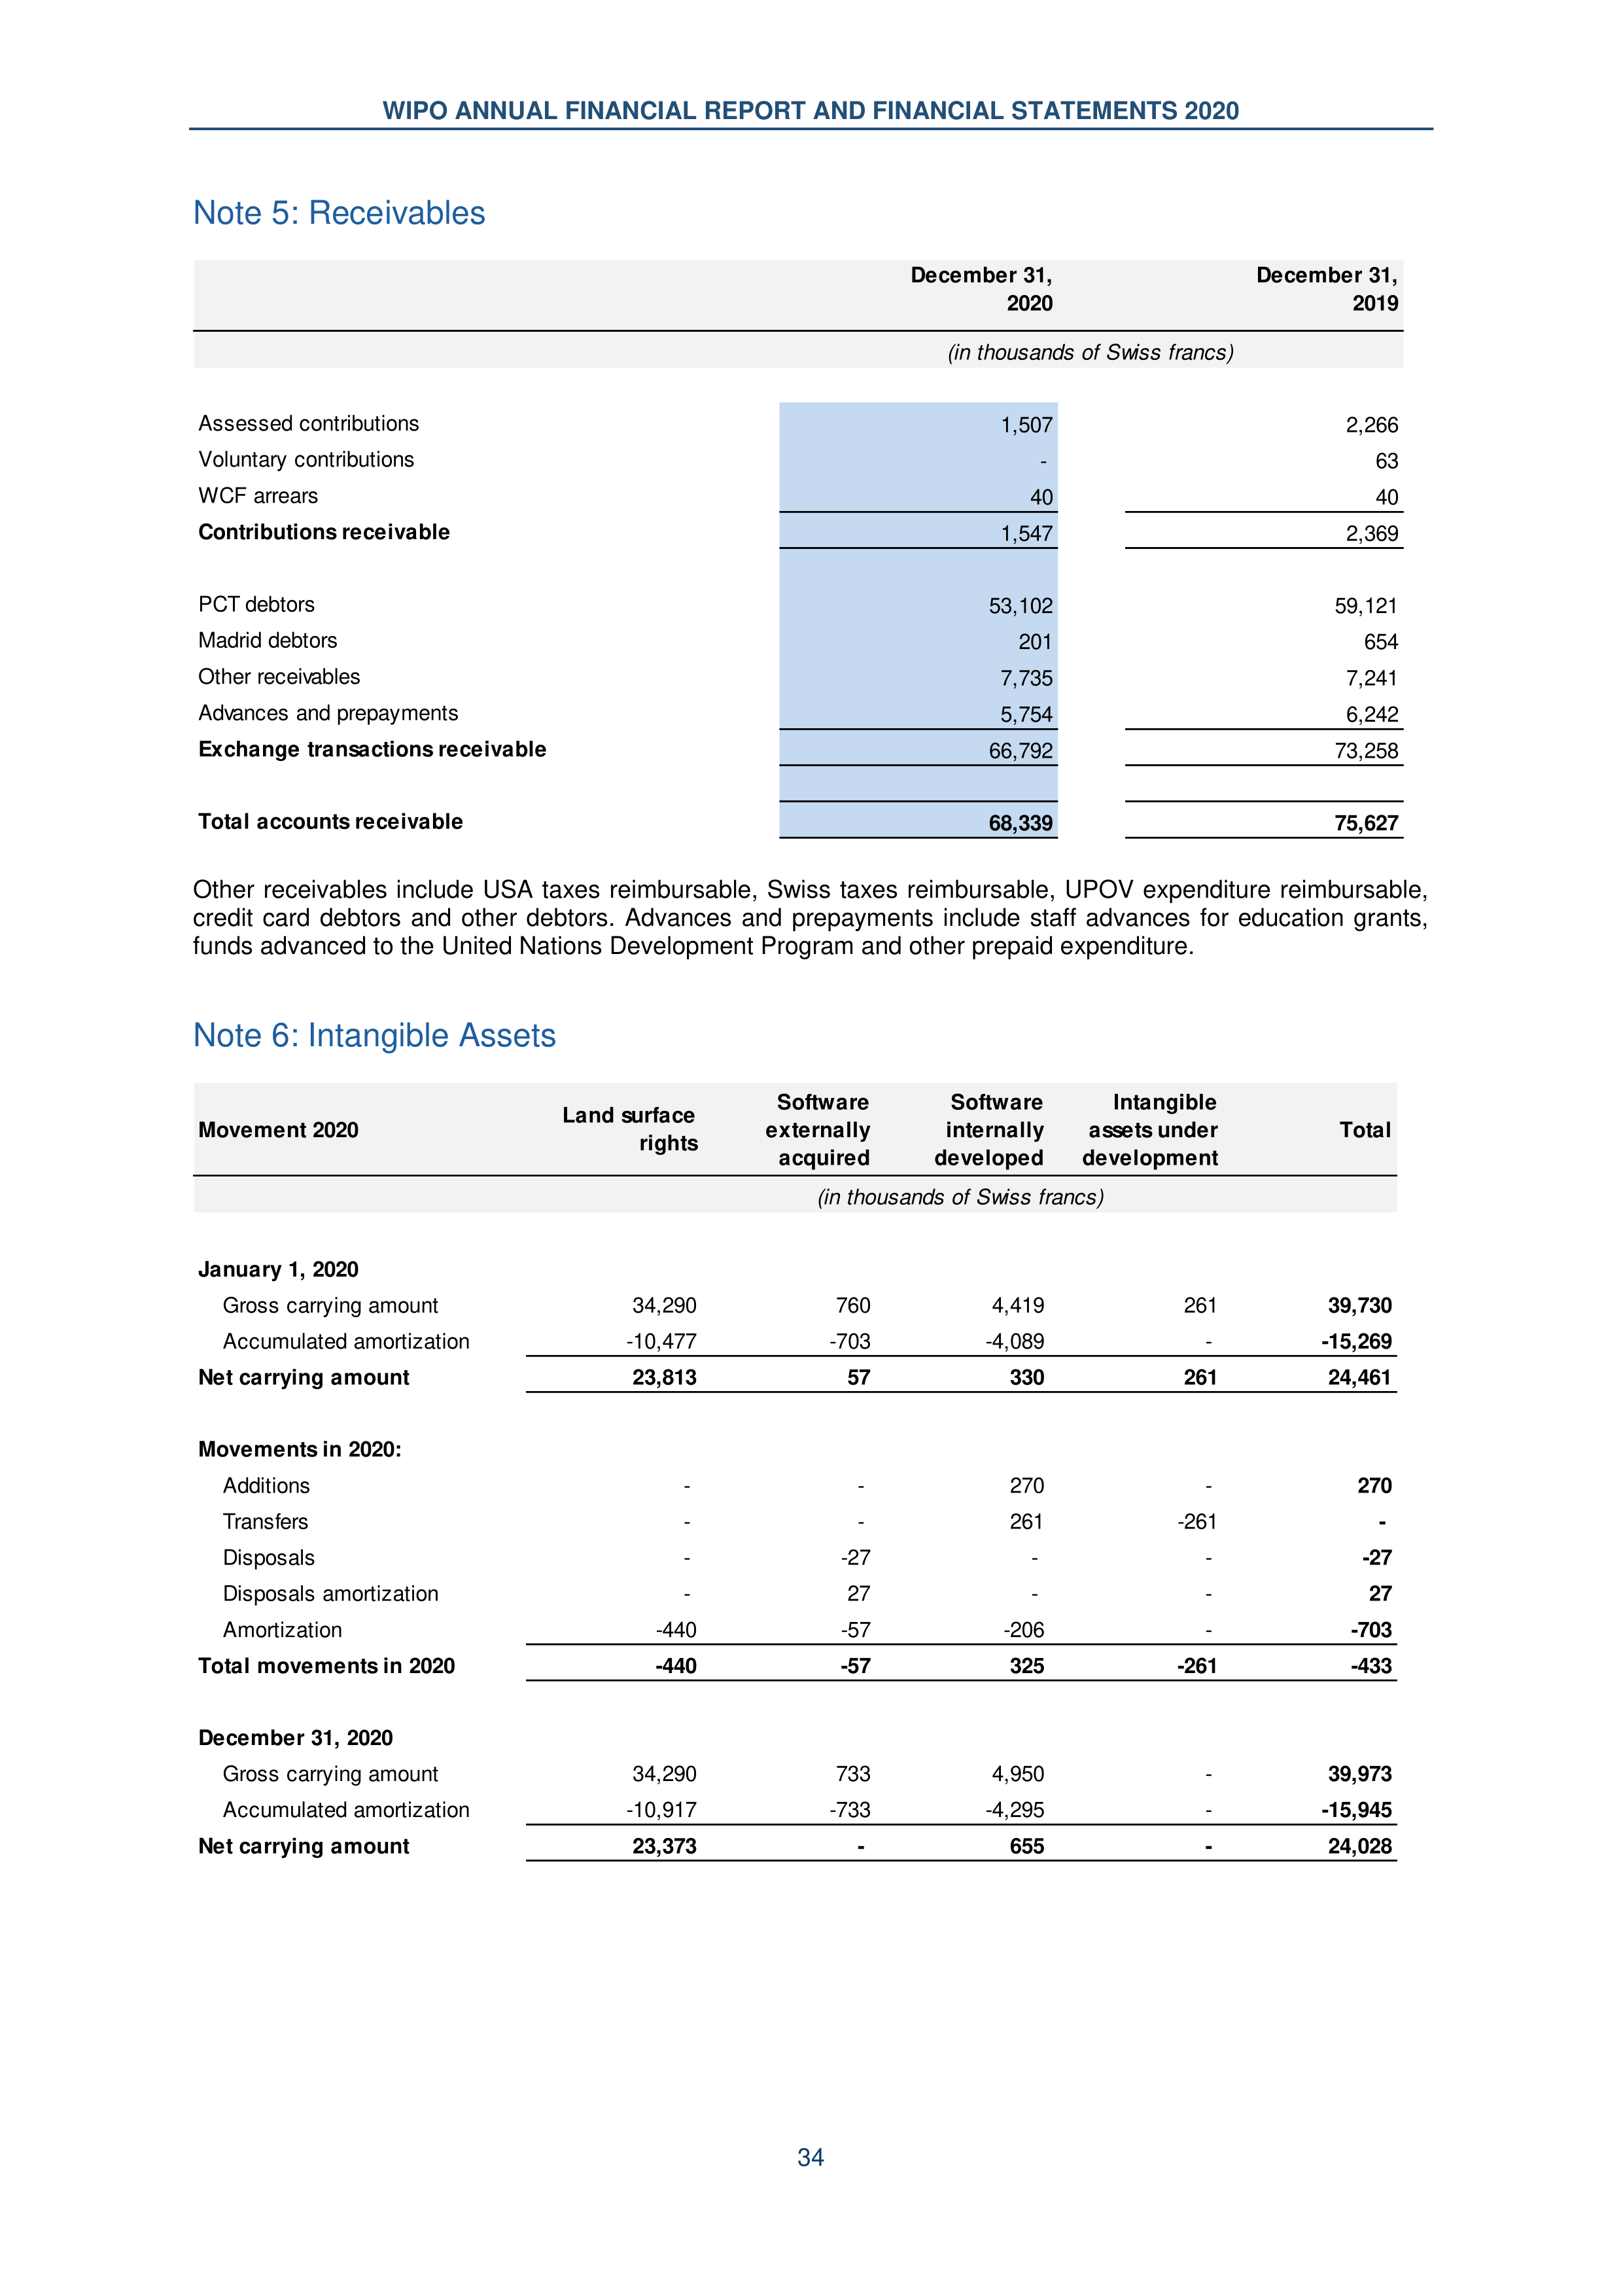 WIPO ANNUAL FINANCIAL REPORT AND FINANCIAL STATEMENTS 2020
Note 5: Receivables
December 31, 2020 December 31, 2019
(in thousands of Swiss francs)
Assessed contributions 1,507 2,266
Voluntary contributions - 63
WCF arrears 40 40
Contributions receivable 1,547 2,369
PCT debtors 53,102 59,121
Madrid debtors 201 654
Other receivables 7,735 7,241
Advances and prepayments 5,754 6,242
Exchange transactions receivable 66,792 73,258
Total accounts receivable 68,339 75,627
Other receivables include USA taxes reimbursable, Swiss taxes reimbursable, UPOV expenditure reimbursable,
credit card debtors and other debtors. Advances and prepayments include staff advances for education grants,
funds advanced to the United Nations Development Program and other prepaid expenditure.
Note 6: Intangible Assets
Movement 2020 Land surface rights Software externally acquired Software internally developed Intangible assets under development Total
(in thousands of Swiss francs)
January 1, 2020
Gross carrying amount 34,290 760 4,419 261 39,730
Accumulated amortization -10,477 -703 -4,089 - -15,269
Net carrying amount 23,813 57 330 261 24,461
Movements in 2020:
Additions - - 270 - 270
Transfers - - 261 -261 -
Disposals - -27 - - -27
Disposals amortization - 27 - - 27
Amortization -440 -57 -206 - -703
Total movements in 2020 -440 -57 325 -261 -433
December 31, 2020
Gross carrying amount 34,290 733 4,950 - 39,973
Accumulated amortization -10,917 -733 -4,295 - -15,945
Net carrying amount 23,373 - 655 - 24,028
34